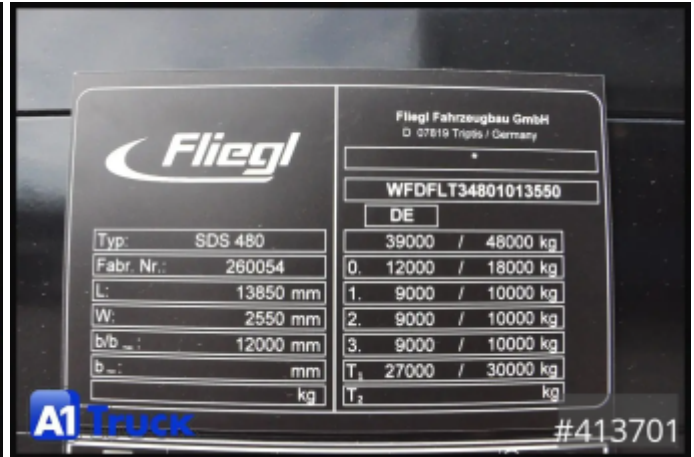 Fliegl
Typ: SDS 480
Fabr. Nr.: 260054
L: 13850 mm
W: 2550 mm
b/b : 12000 mm
b : mm
kg
Fliegl Fahrzeugbau GmbH
D 07819 Triptis / Germany
*
WFDFLT34801013550
DE
39000 / 48000 kg
0. 12000 / 18000 kg
1. 9000 / 10000 kg
2. 9000 / 10000 kg
3. 9000 / 10000 kg
T₁ 27000 / 30000 kg
T₂ kg
A1 Truck
#413701